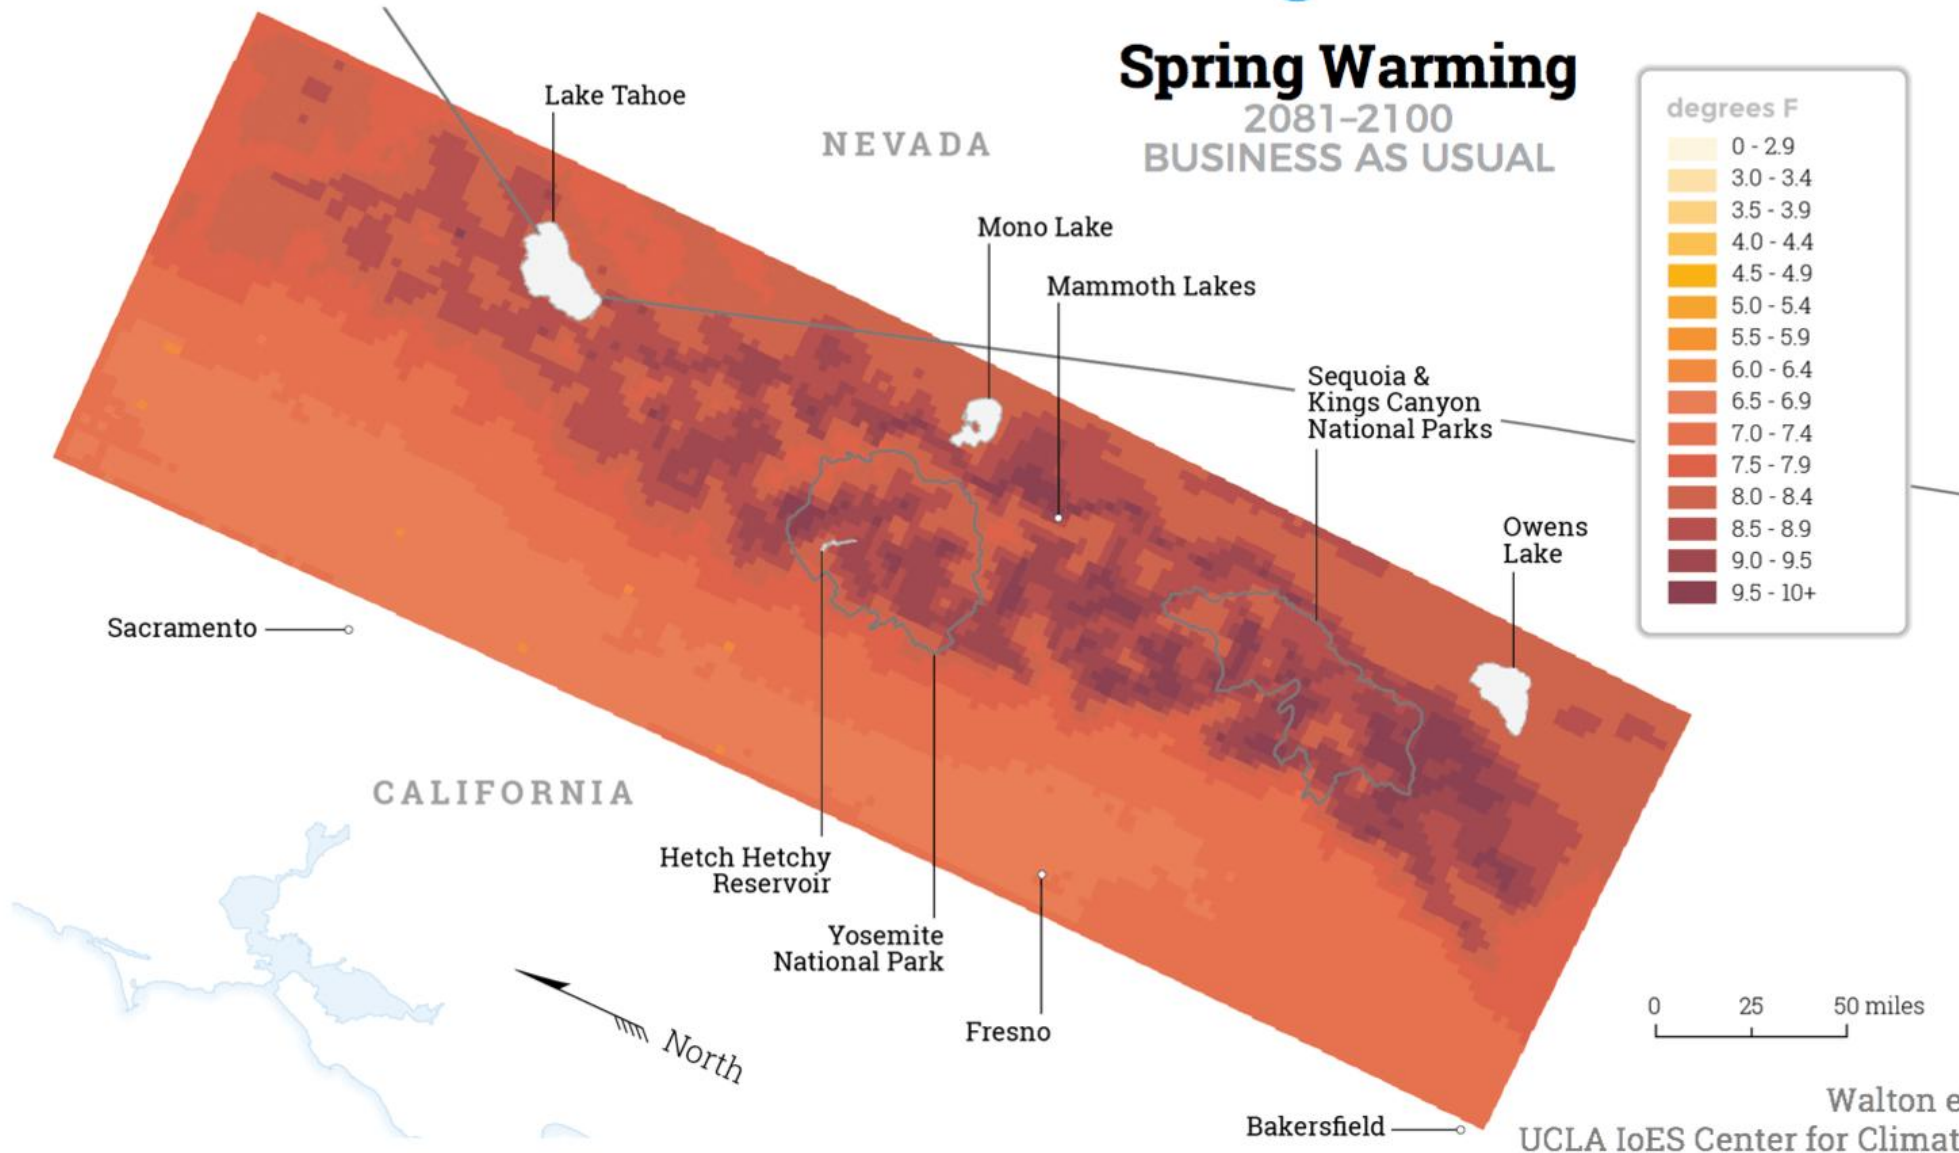 Spring Warming
2081–2100
BUSINESS AS USUAL
degrees F
0 - 2.9
3.0 - 3.4
3.5 - 3.9
4.0 - 4.4
4.5 - 4.9
5.0 - 5.4
5.5 - 5.9
6.0 - 6.4
6.5 - 6.9
7.0 - 7.4
7.5 - 7.9
8.0 - 8.4
8.5 - 8.9
9.0 - 9.5
9.5 - 10+
Lake Tahoe
NEVADA
Mono Lake
Mammoth Lakes
Sequoia &
Kings Canyon
National Parks
Owens
Lake
Sacramento
CALIFORNIA
Hetch Hetchy
Reservoir
Yosemite
National Park
Fresno
North
0 25 50 miles
Bakersfield
Walton e
UCLA IoES Center for Climat